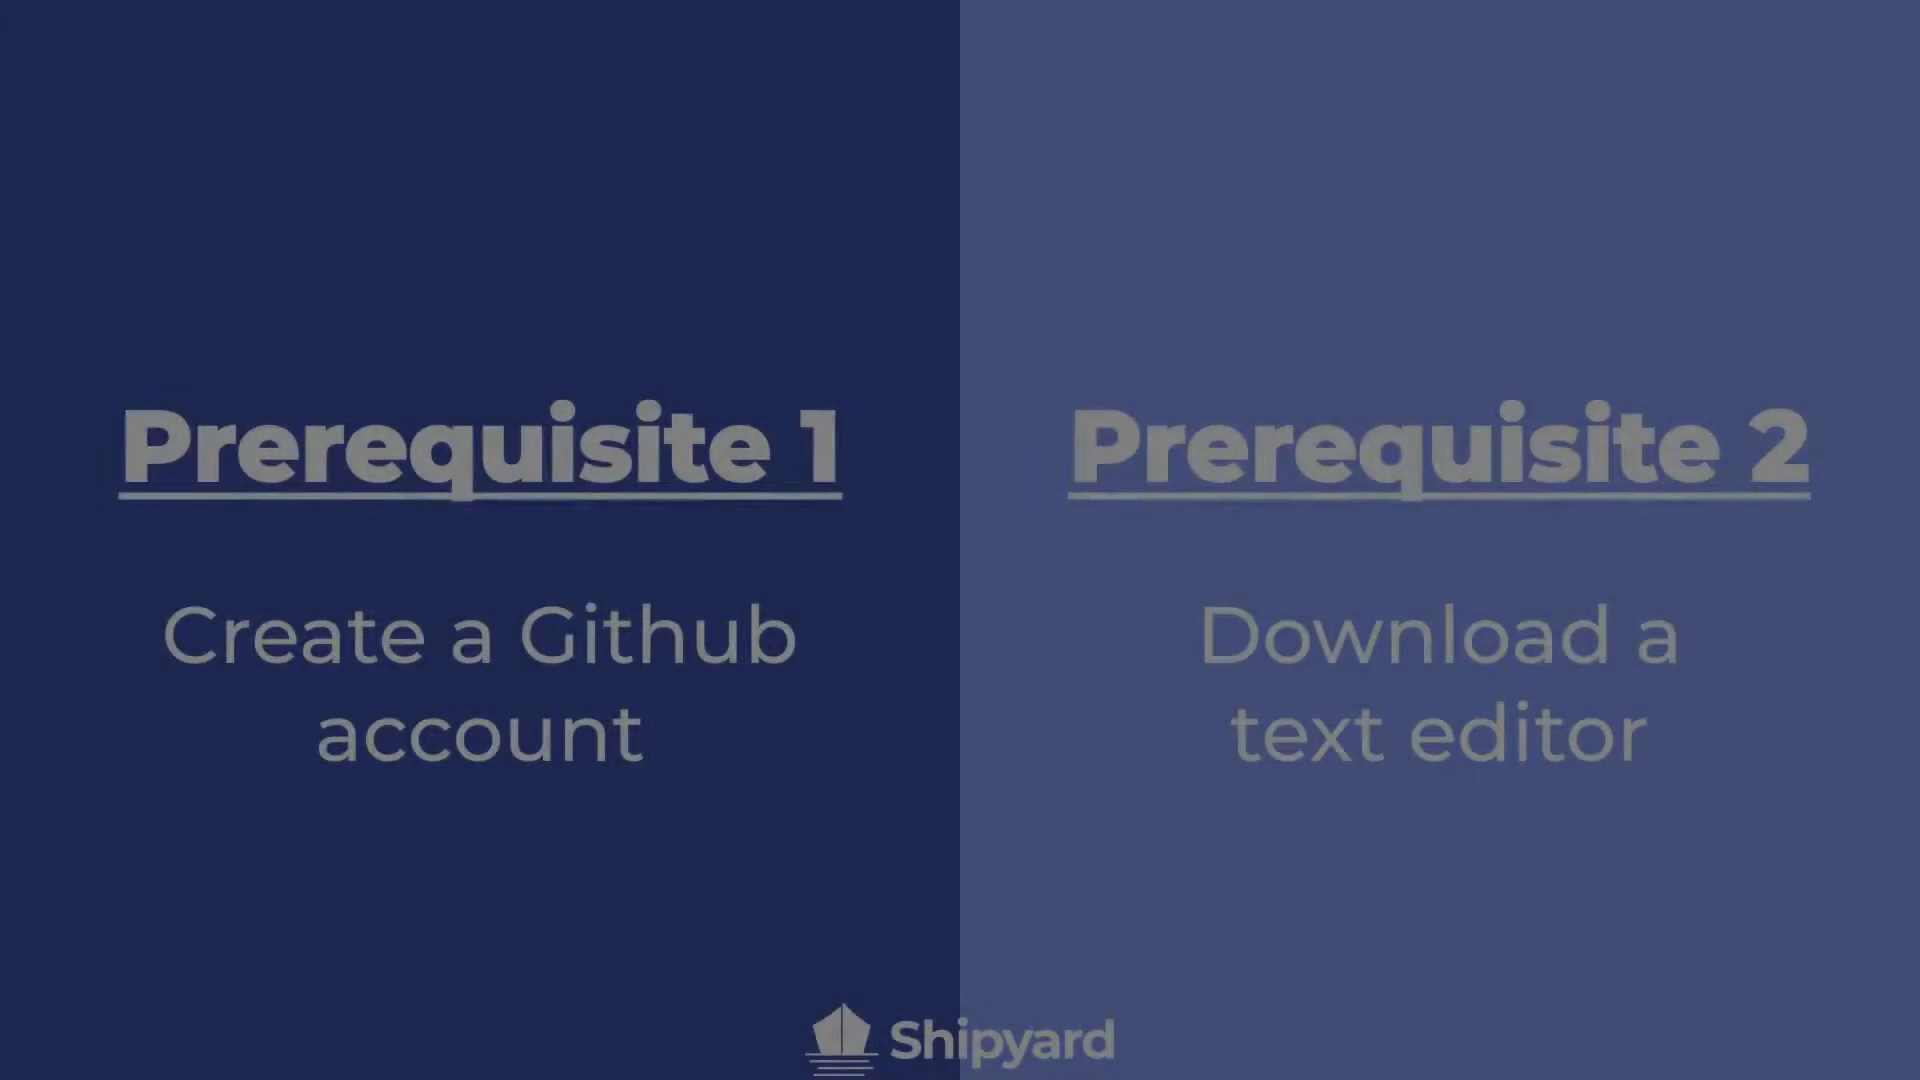 Prerequisite 1
Create a Github
account
Prerequisite 2
Download a
text editor
Shipyard